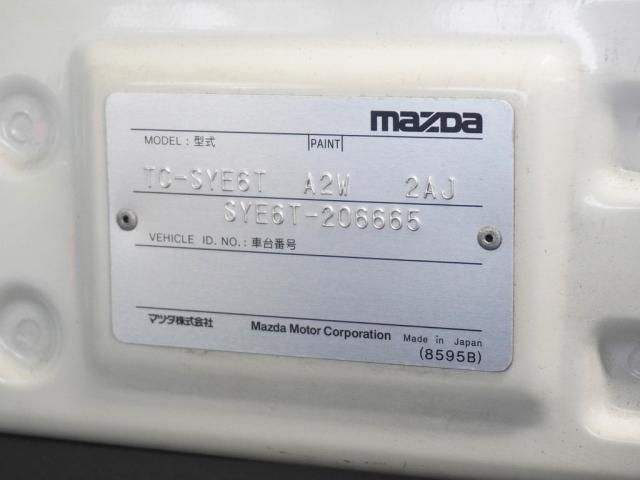 mazda
MODEL : 型式 PAINT
TC-SYE6T A2W 2AJ
SYE6T-206665
VEHICLE ID. NO. : 車台番号
マツダ株式会社 Mazda Motor Corporation Made in Japan
(8595B)